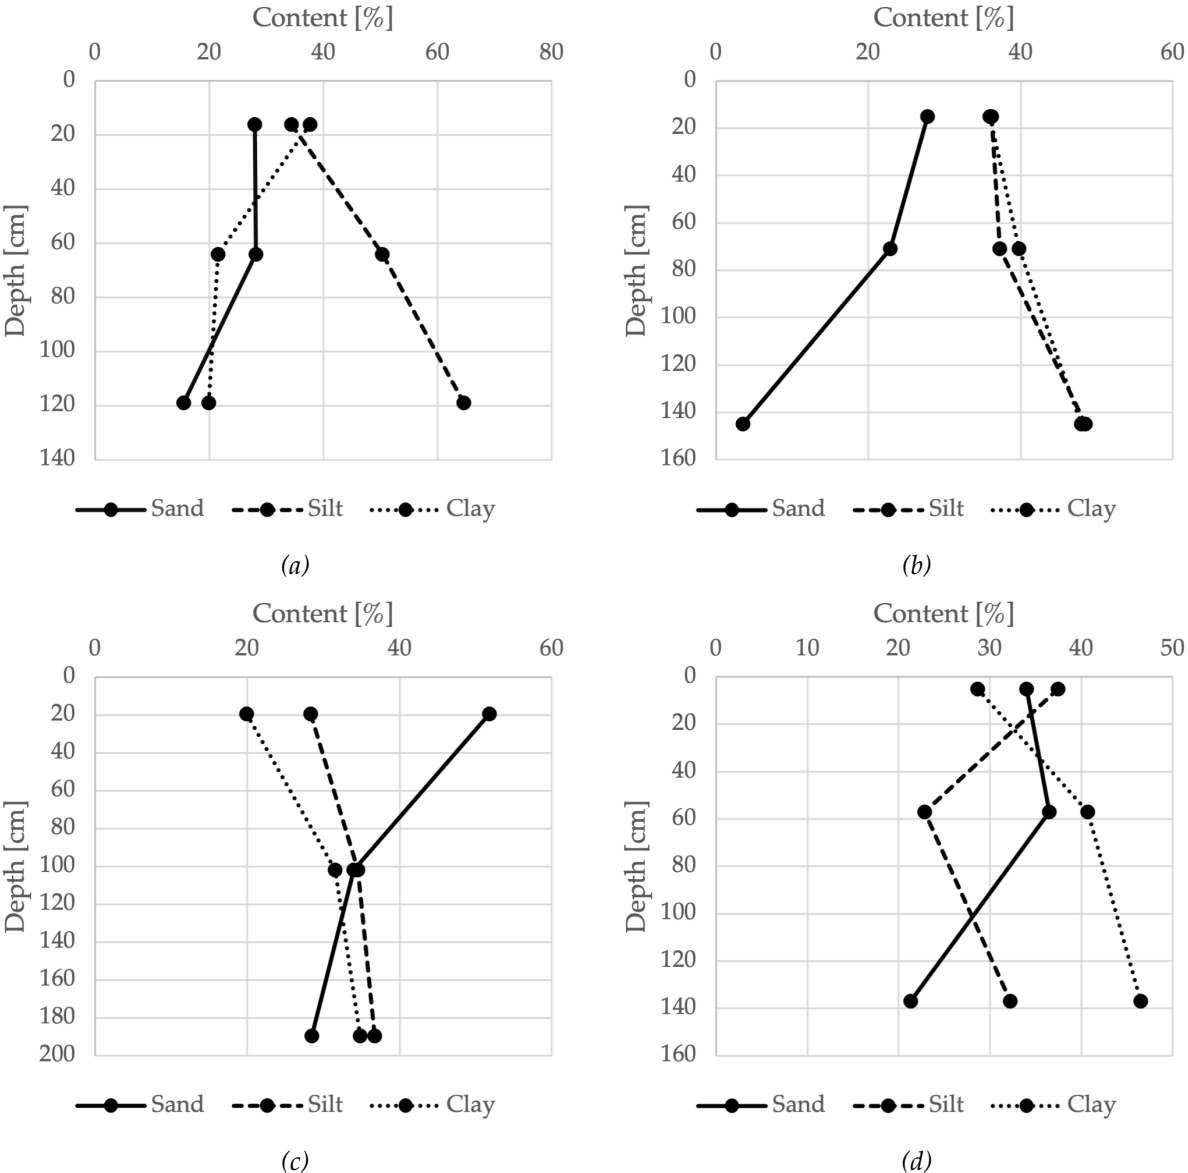 Content [%]
0 20 40 60 80
0
20
40
60
80
100
120
140
Depth [cm]
Sand Silt Clay
(a)
Content [%]
0 20 40 60
0
20
40
60
80
100
120
140
160
Depth [cm]
Sand Silt Clay
(b)
Content [%]
0 20 40 60
0
20
40
60
80
100
120
140
160
180
200
Depth [cm]
Sand Silt Clay
(c)
Content [%]
0 10 20 30 40 50
0
20
40
60
80
100
120
140
160
Depth [cm]
Sand Silt Clay
(d)